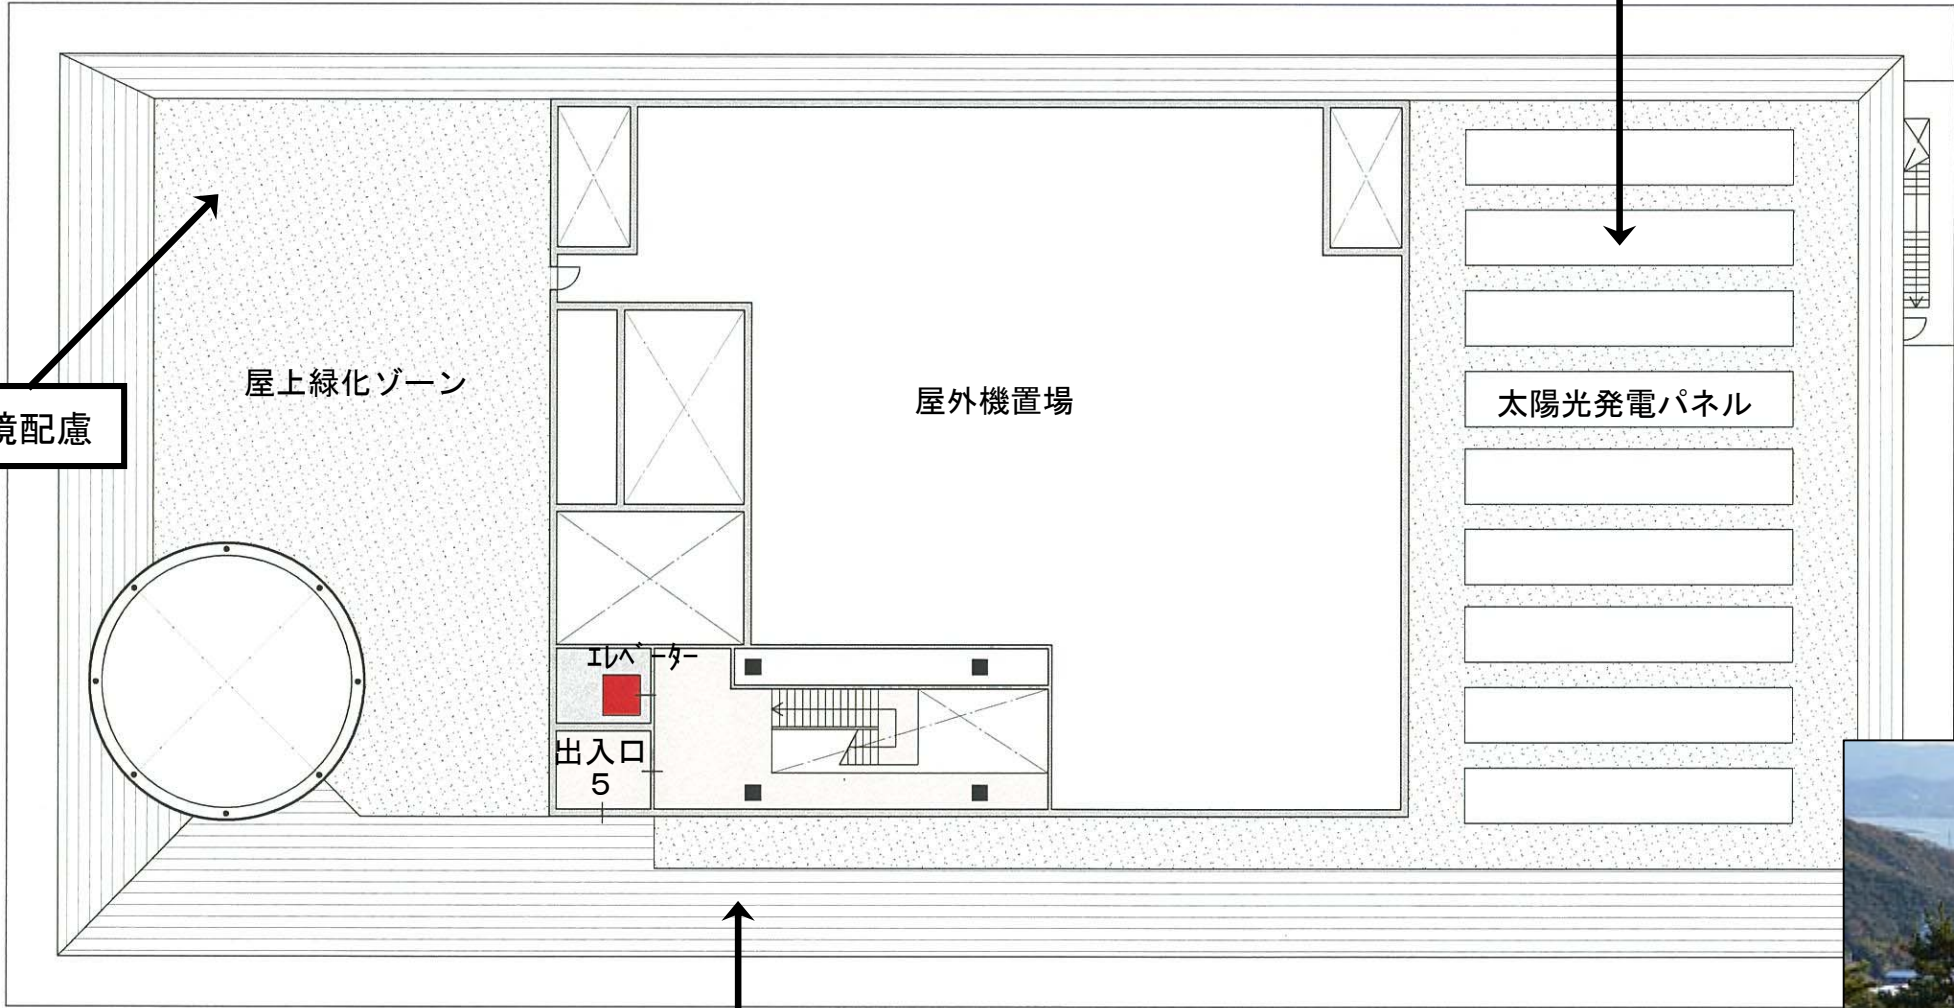 屋上緑化ゾーン
屋外機置場
太陽光発電パネル
境配慮
ｴﾚﾍﾞｰﾀｰ
出入口
５